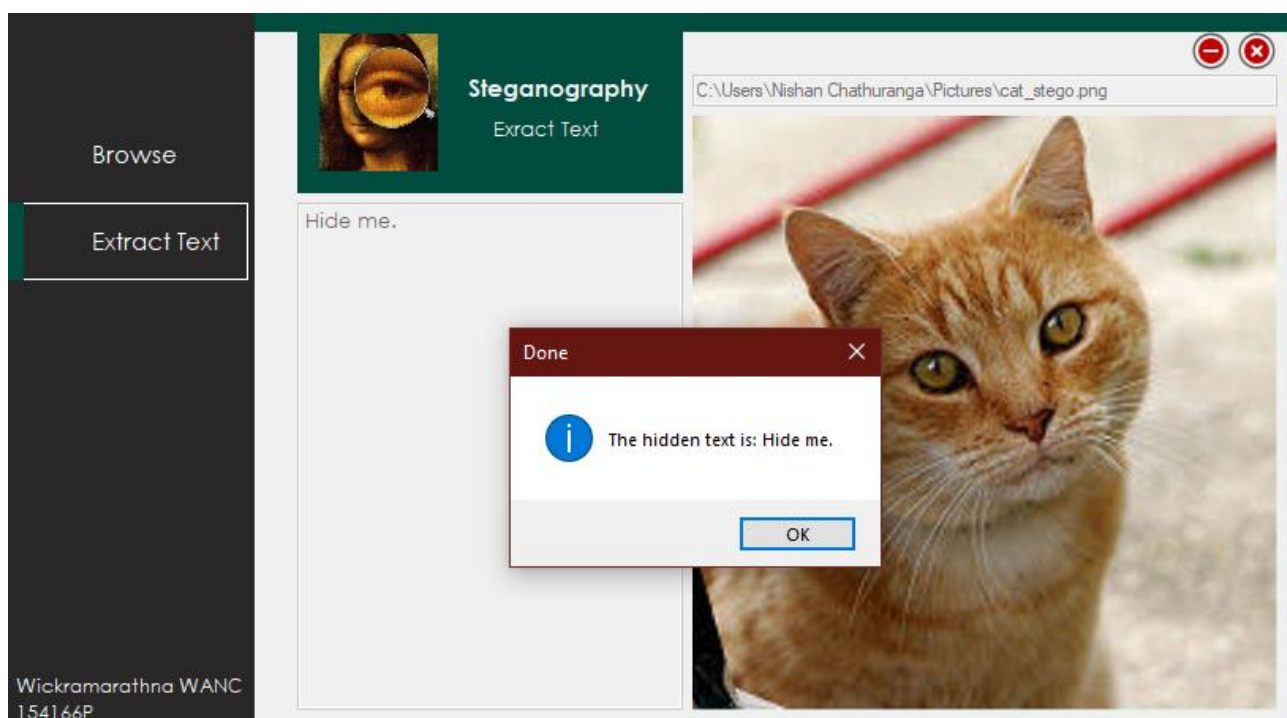 Browse
Extract Text
Wickramarathna WANC
154166P
Steganography
Exract Text
Hide me.
C:\Users\Nishan Chathuranga\Pictures\cat_stego.png
Done
The hidden text is: Hide me.
OK